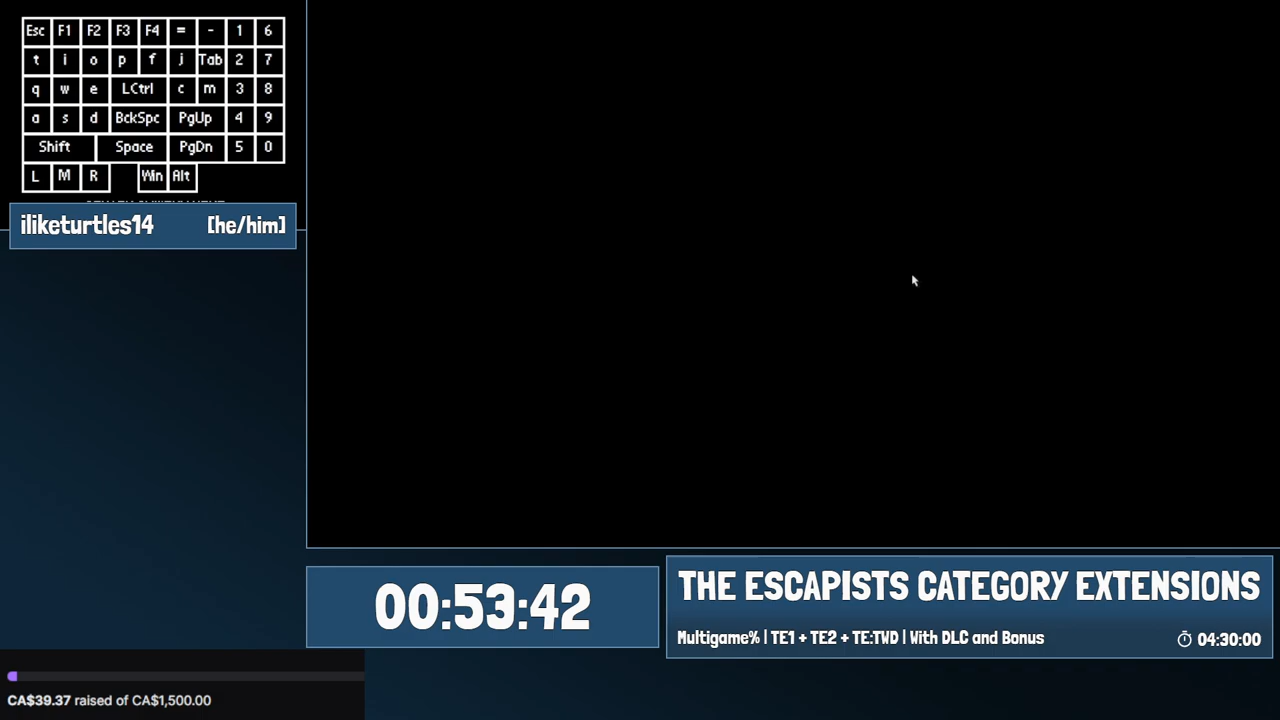 Esc F1 F2 F3 F4 = - 1 6
t i o p f j Tab 2 7
q w e LCtrl c m 3 8
a s d BckSpc PgUp 4 9
Shift Space PgDn 5 0
L M R Win Alt
iliketurtles14 [he/him]
00:53:42
THE ESCAPISTS CATEGORY EXTENSIONS
Multigame% | TE1 + TE2 + TE:TWD | With DLC and Bonus 04:30:00
CA$39.37 raised of CA$1,500.00